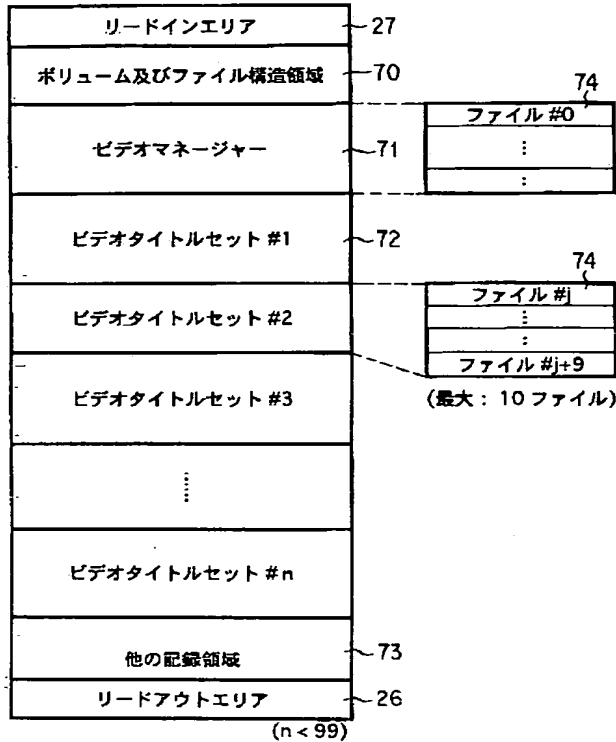 リードインエリア 27
ボリューム及びファイル構造領域 70
ビデオマネージャー 71
74
ファイル #0
⋮
:
ビデオタイトルセット #1 72
ビデオタイトルセット #2
74
ファイル #j
⋮
:
ファイル #j+9
(最大： 10 ファイル)
ビデオタイトルセット #3
⋮
ビデオタイトルセット #n
他の記録領域 73
リードアウトエリア 26
(n < 99)